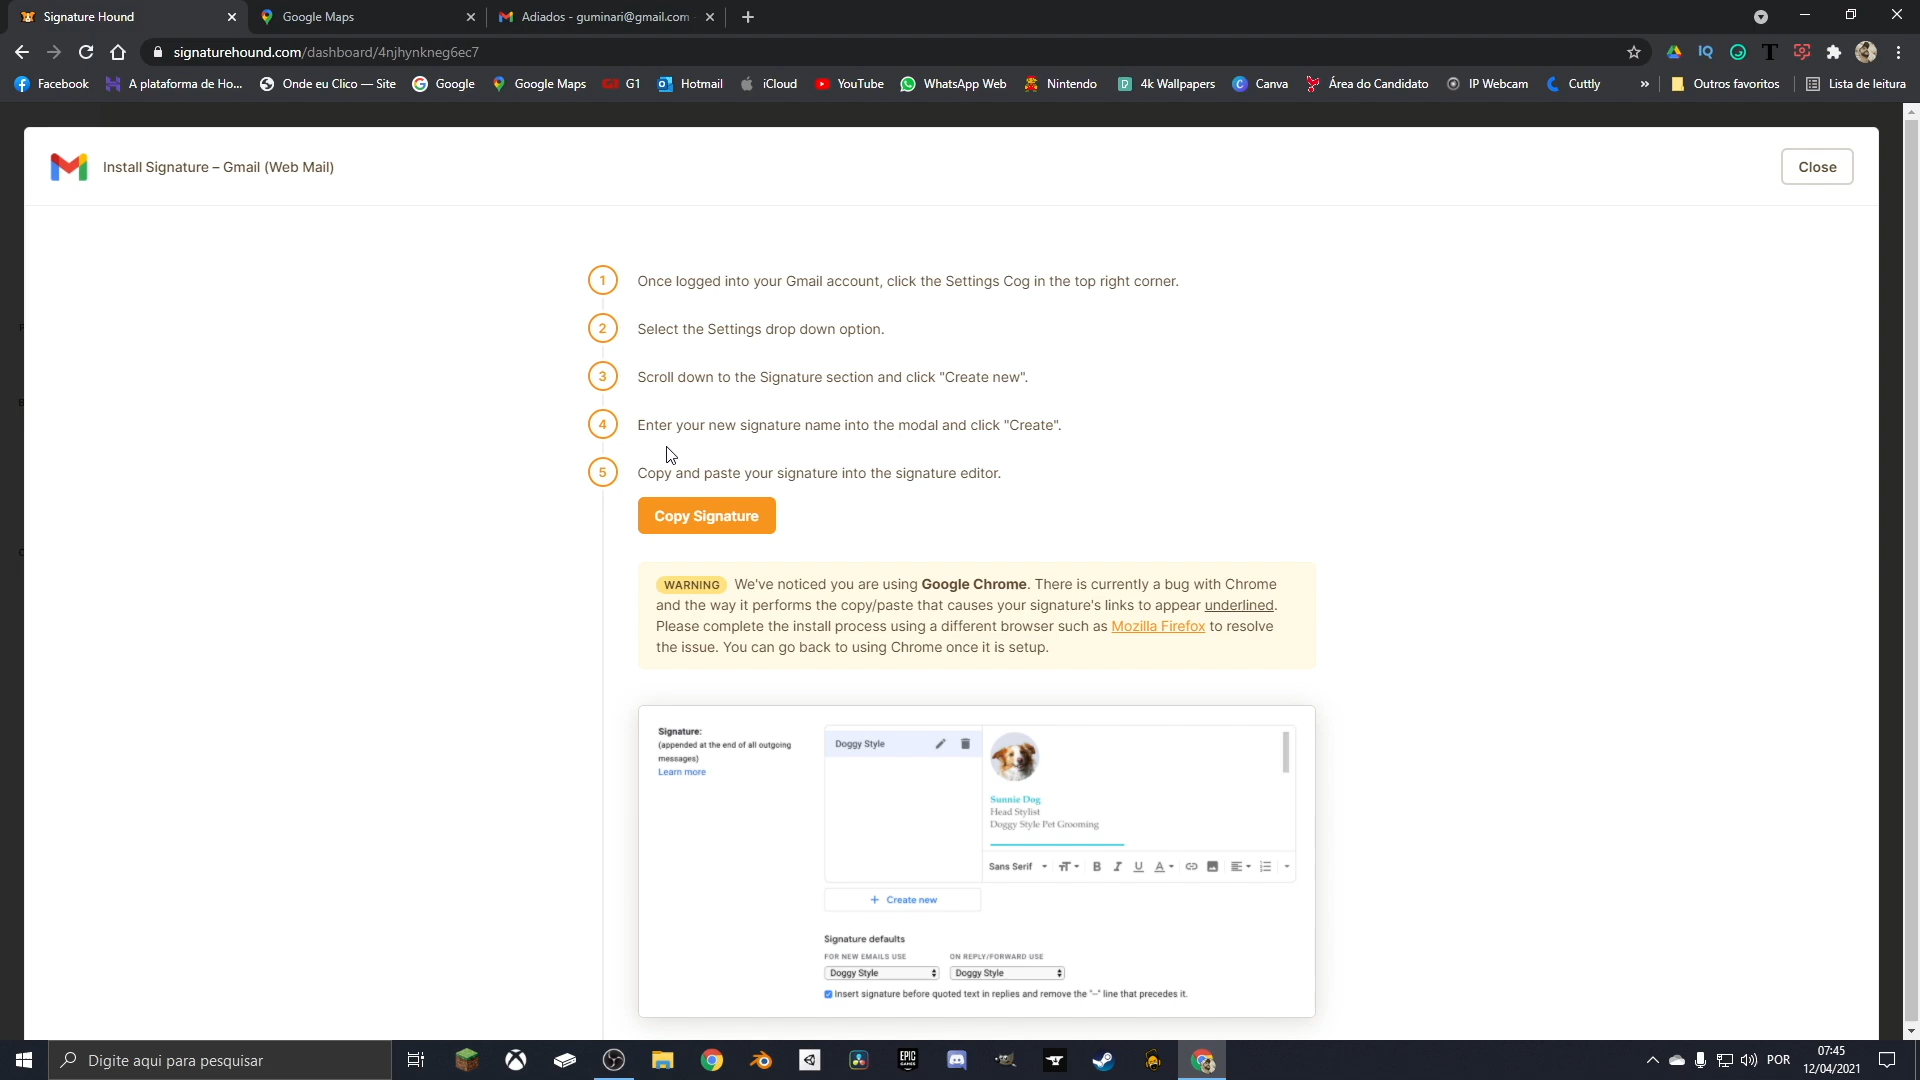 Signature Hound
Google Maps
Adiados - guminari@gmail.com
signaturehound.com/dashboard/4njhynkneg6ec7
Facebook
A plataforma de Ho...
Onde eu Clico — Site
Google
Google Maps
G1
Hotmail
iCloud
YouTube
WhatsApp Web
Nintendo
4k Wallpapers
Canva
Área do Candidato
IP Webcam
Cuttly
»
Outros favoritos
Lista de leitura
Install Signature – Gmail (Web Mail)
Close
1 Once logged into your Gmail account, click the Settings Cog in the top right corner.
2 Select the Settings drop down option.
3 Scroll down to the Signature section and click "Create new".
4 Enter your new signature name into the modal and click "Create".
5 Copy and paste your signature into the signature editor.
Copy Signature
WARNING We've noticed you are using Google Chrome. There is currently a bug with Chrome
and the way it performs the copy/paste that causes your signature's links to appear underlined.
Please complete the install process using a different browser such as Mozilla Firefox to resolve
the issue. You can go back to using Chrome once it is setup.
Signature:
(appended at the end of all outgoing
messages)
Learn more
Doggy Style
Sunnie Dog
Head Stylist
Doggy Style Pet Grooming
Sans Serif
+ Create new
Signature defaults
FOR NEW EMAILS USE
ON REPLY/FORWARD USE
Doggy Style
Doggy Style
Insert signature before quoted text in replies and remove the "--" line that precedes it.
Digite aqui para pesquisar
EPIC
GAMES
POR
07:45
12/04/2021